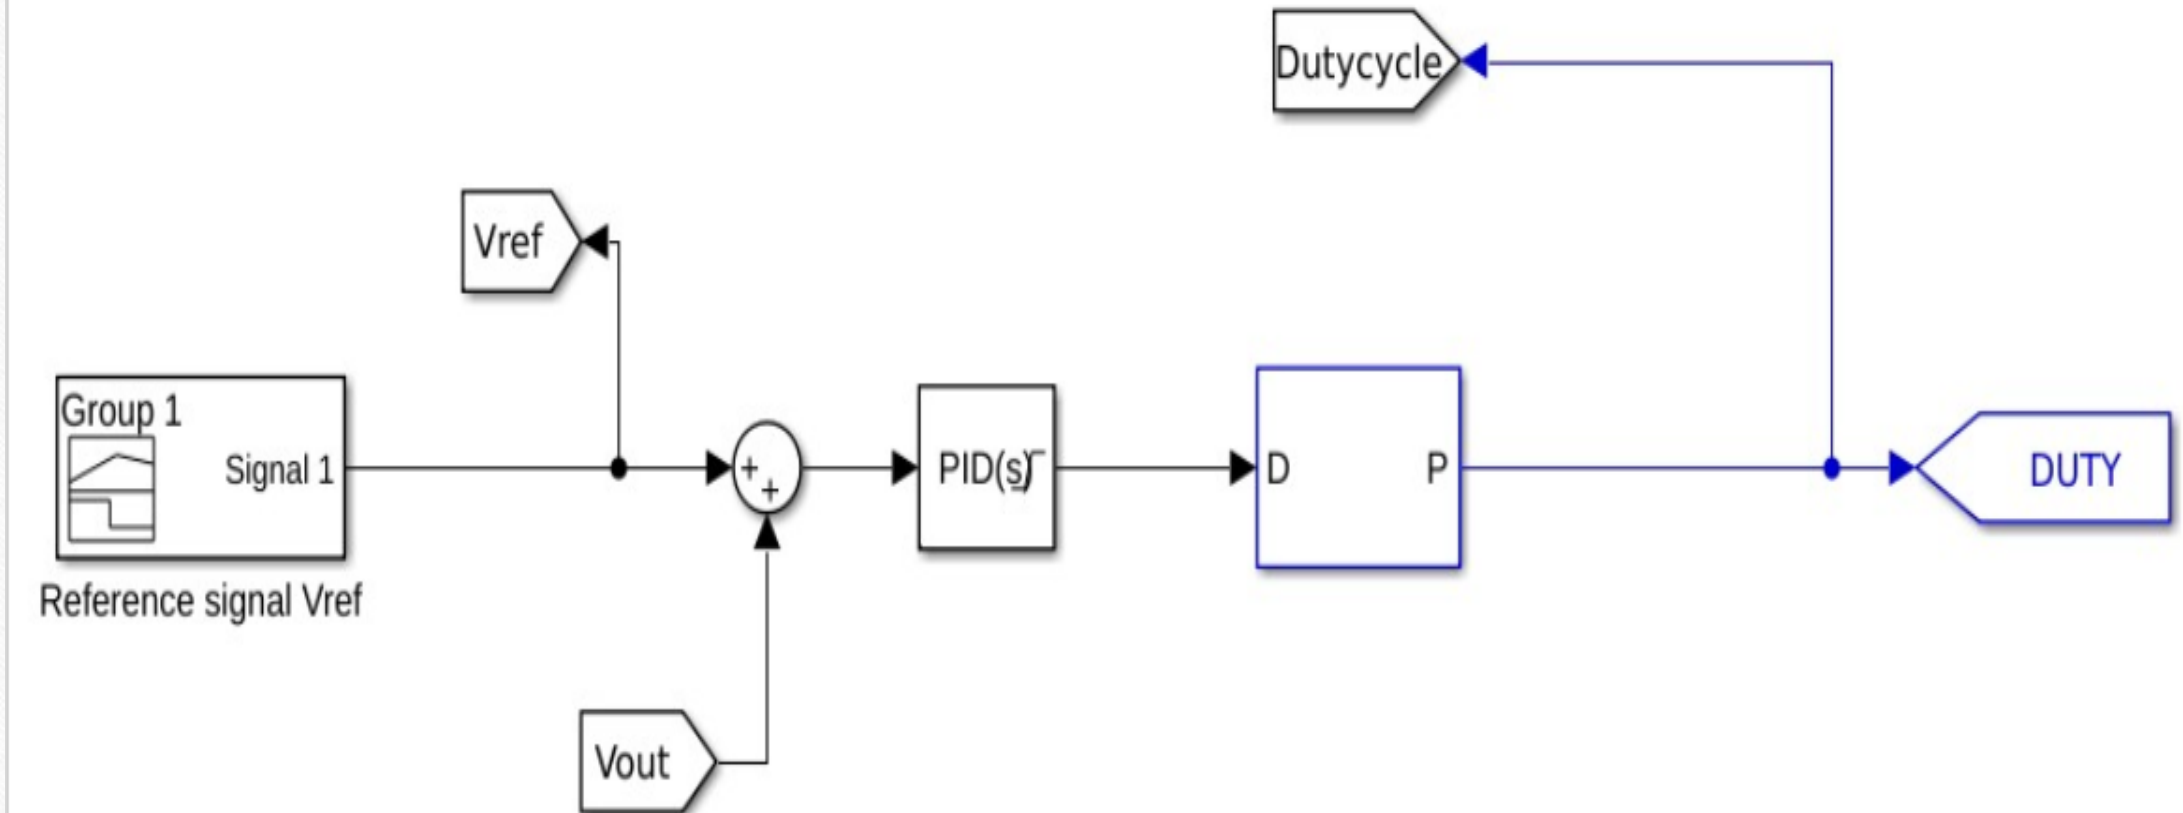 Dutycycle
Vref
Group 1
Signal 1
+
+
PID(s)
D
P
DUTY
Reference signal Vref
Vout